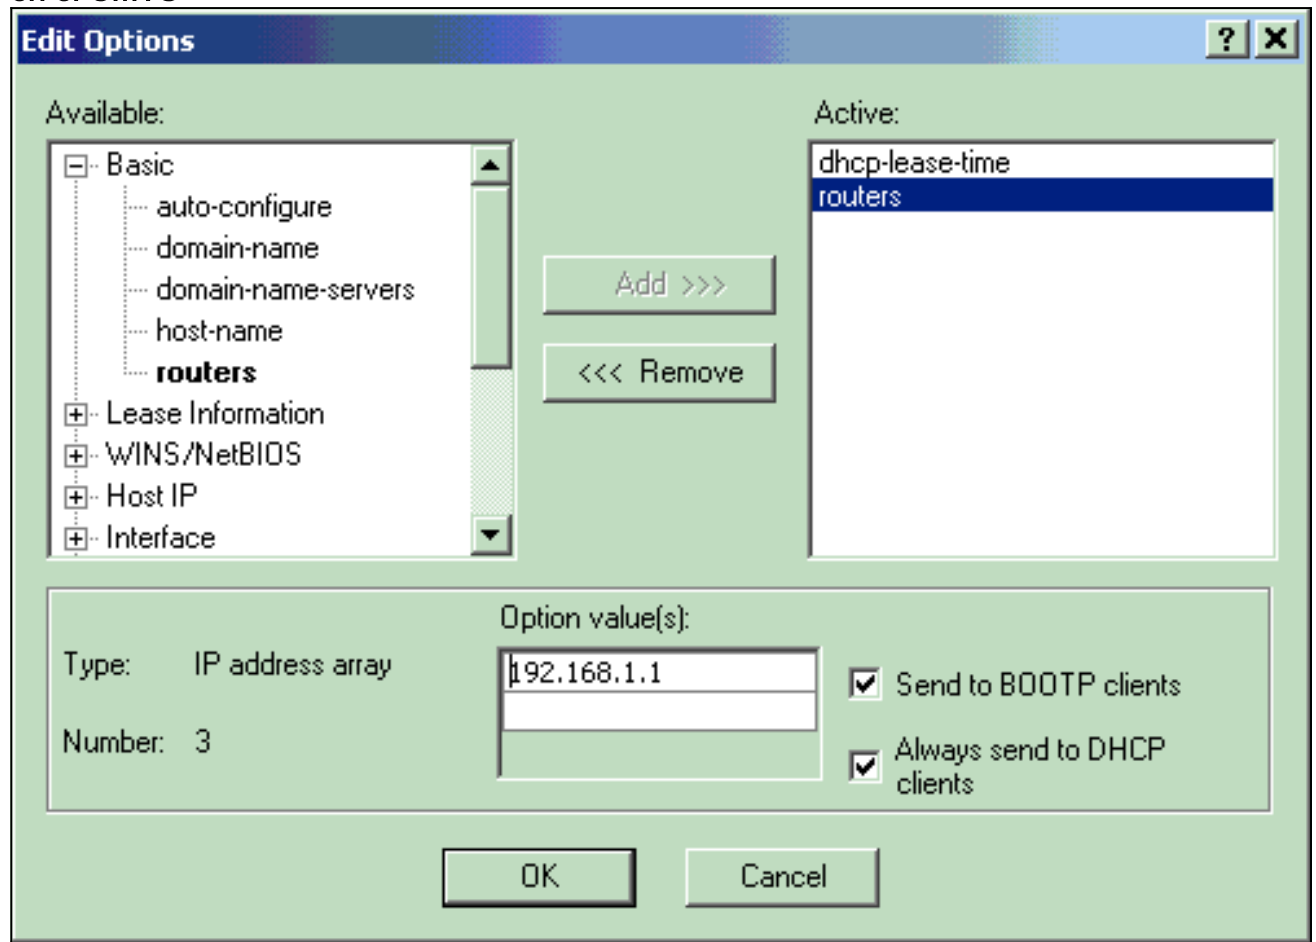 Edit Options
Available:
Active:
Basic
auto-configure
domain-name
domain-name-servers
host-name
routers
Lease Information
WINS/NetBIOS
Host IP
Interface
Add >>>
<<< Remove
dhcp-lease-time
routers
Option value(s):
Type: IP address array
192.168.1.1
Send to BOOTP clients
Number: 3
Always send to DHCP
clients
OK
Cancel